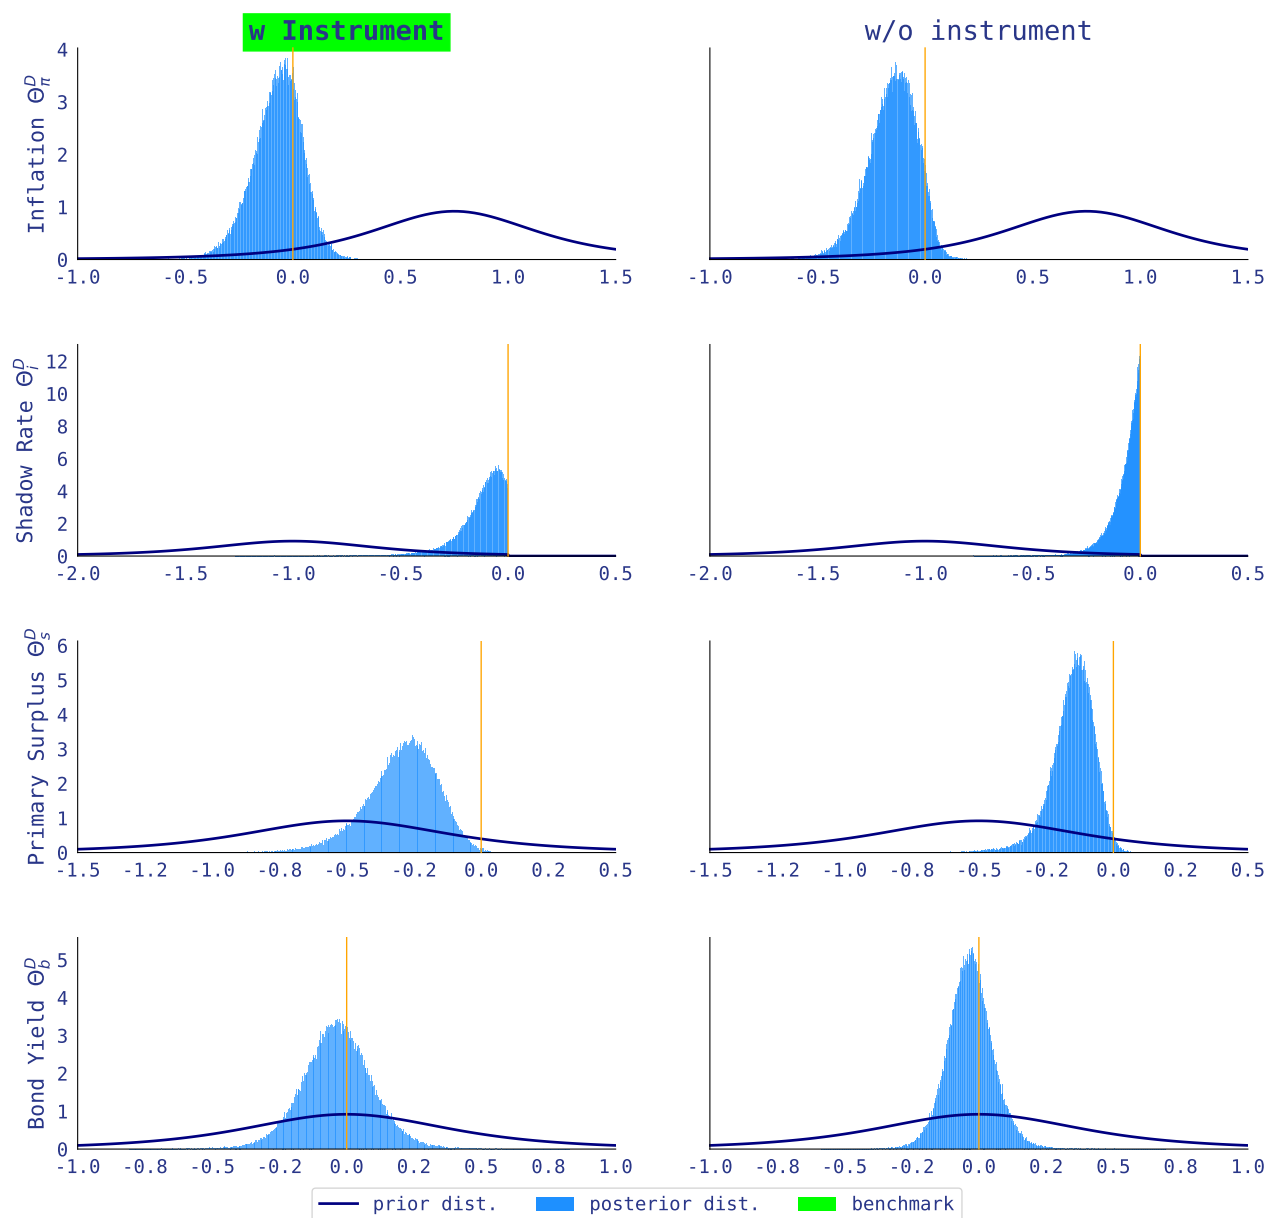 w Instrument w/o instrument
Inflation Θ_π^D
4
3
2
1
0
-1.0 -0.5 0.0 0.5 1.0 1.5
-1.0 -0.5 0.0 0.5 1.0 1.5
Shadow Rate Θ_i^D
12
10
8
6
4
2
0
-2.0 -1.5 -1.0 -0.5 0.0 0.5
-2.0 -1.5 -1.0 -0.5 0.0 0.5
Primary Surplus Θ_s^D
6
5
4
3
2
1
0
-1.5 -1.2 -1.0 -0.8 -0.5 -0.2 0.0 0.2 0.5
-1.5 -1.2 -1.0 -0.8 -0.5 -0.2 0.0 0.2 0.5
Bond Yield Θ_b^D
5
4
3
2
1
0
-1.0 -0.8 -0.5 -0.2 0.0 0.2 0.5 0.8 1.0
-1.0 -0.8 -0.5 -0.2 0.0 0.2 0.5 0.8 1.0
prior dist. posterior dist. benchmark